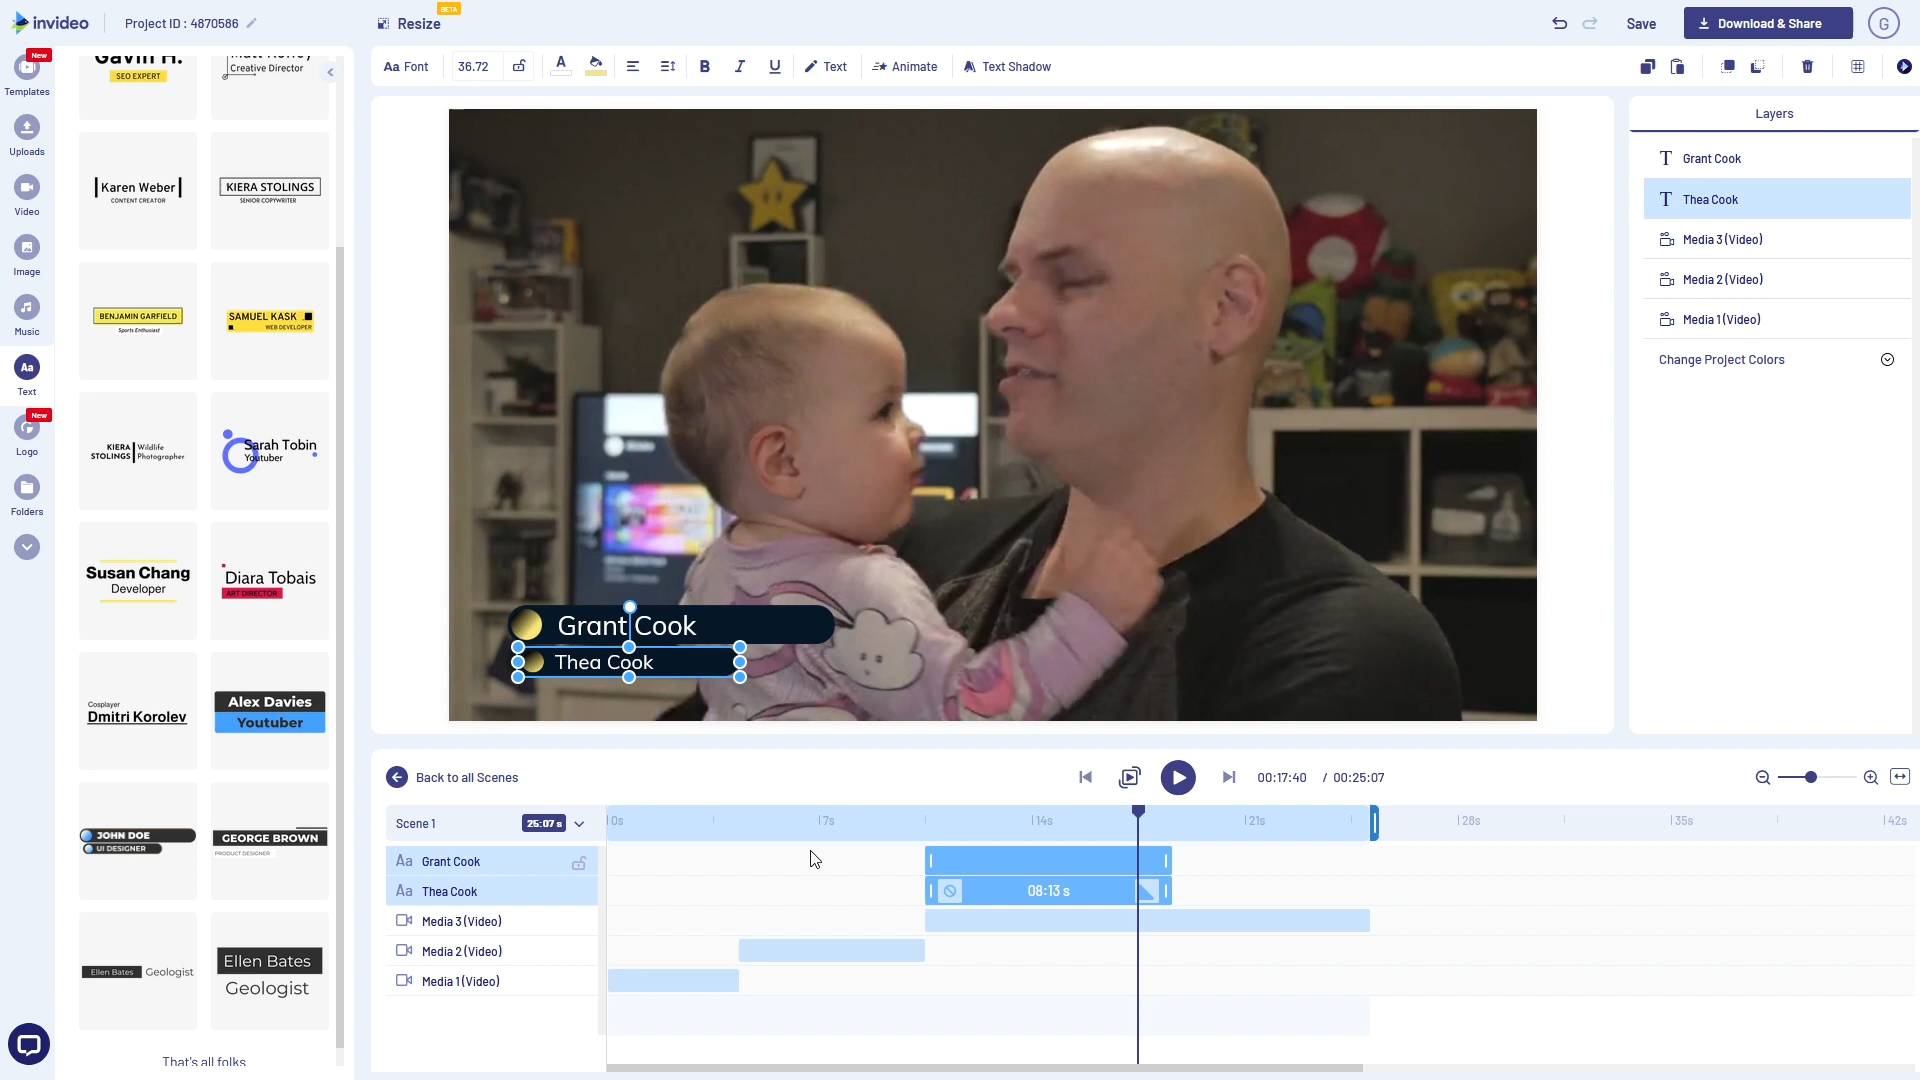 invideo
Project ID : 4870586
Resize
BETA
Save
Download & Share
G
New
Templates
Uploads
Video
Image
Music
Aa
Text
New
Logo
Folders
Gavin H.
SEO EXPERT
Creative Director
Karen Weber
CONTENT CREATOR
KIERA STOLINGS
SENIOR COPYWRITER
BENJAMIN GARFIELD
Sports Enthusiast
SAMUEL KASK
WEB DEVELOPER
KIERA STOLINGS
Wildlife Photographer
Sarah Tobin
Youtuber
Susan Chang
Developer
Diara Tobais
ART DIRECTOR
Cosplayer
Dmitri Korolev
Alex Davies
Youtuber
JOHN DOE
UI DESIGNER
GEORGE BROWN
PRODUCT DESIGNER
Ellen Bates Geologist
Ellen Bates
Geologist
That's all folks
Aa Font
36.72
A
B
I
U
Text
Animate
A Text Shadow
Grant Cook
Thea Cook
Layers
T Grant Cook
T Thea Cook
Media 3 (Video)
Media 2 (Video)
Media 1 (Video)
Change Project Colors
Back to all Scenes
00:17:40 / 00:25:07
Scene 1
25:07 s
0s
7s
14s
21s
28s
35s
42s
Aa Grant Cook
Aa Thea Cook
08:13 s
Media 3 (Video)
Media 2 (Video)
Media 1 (Video)